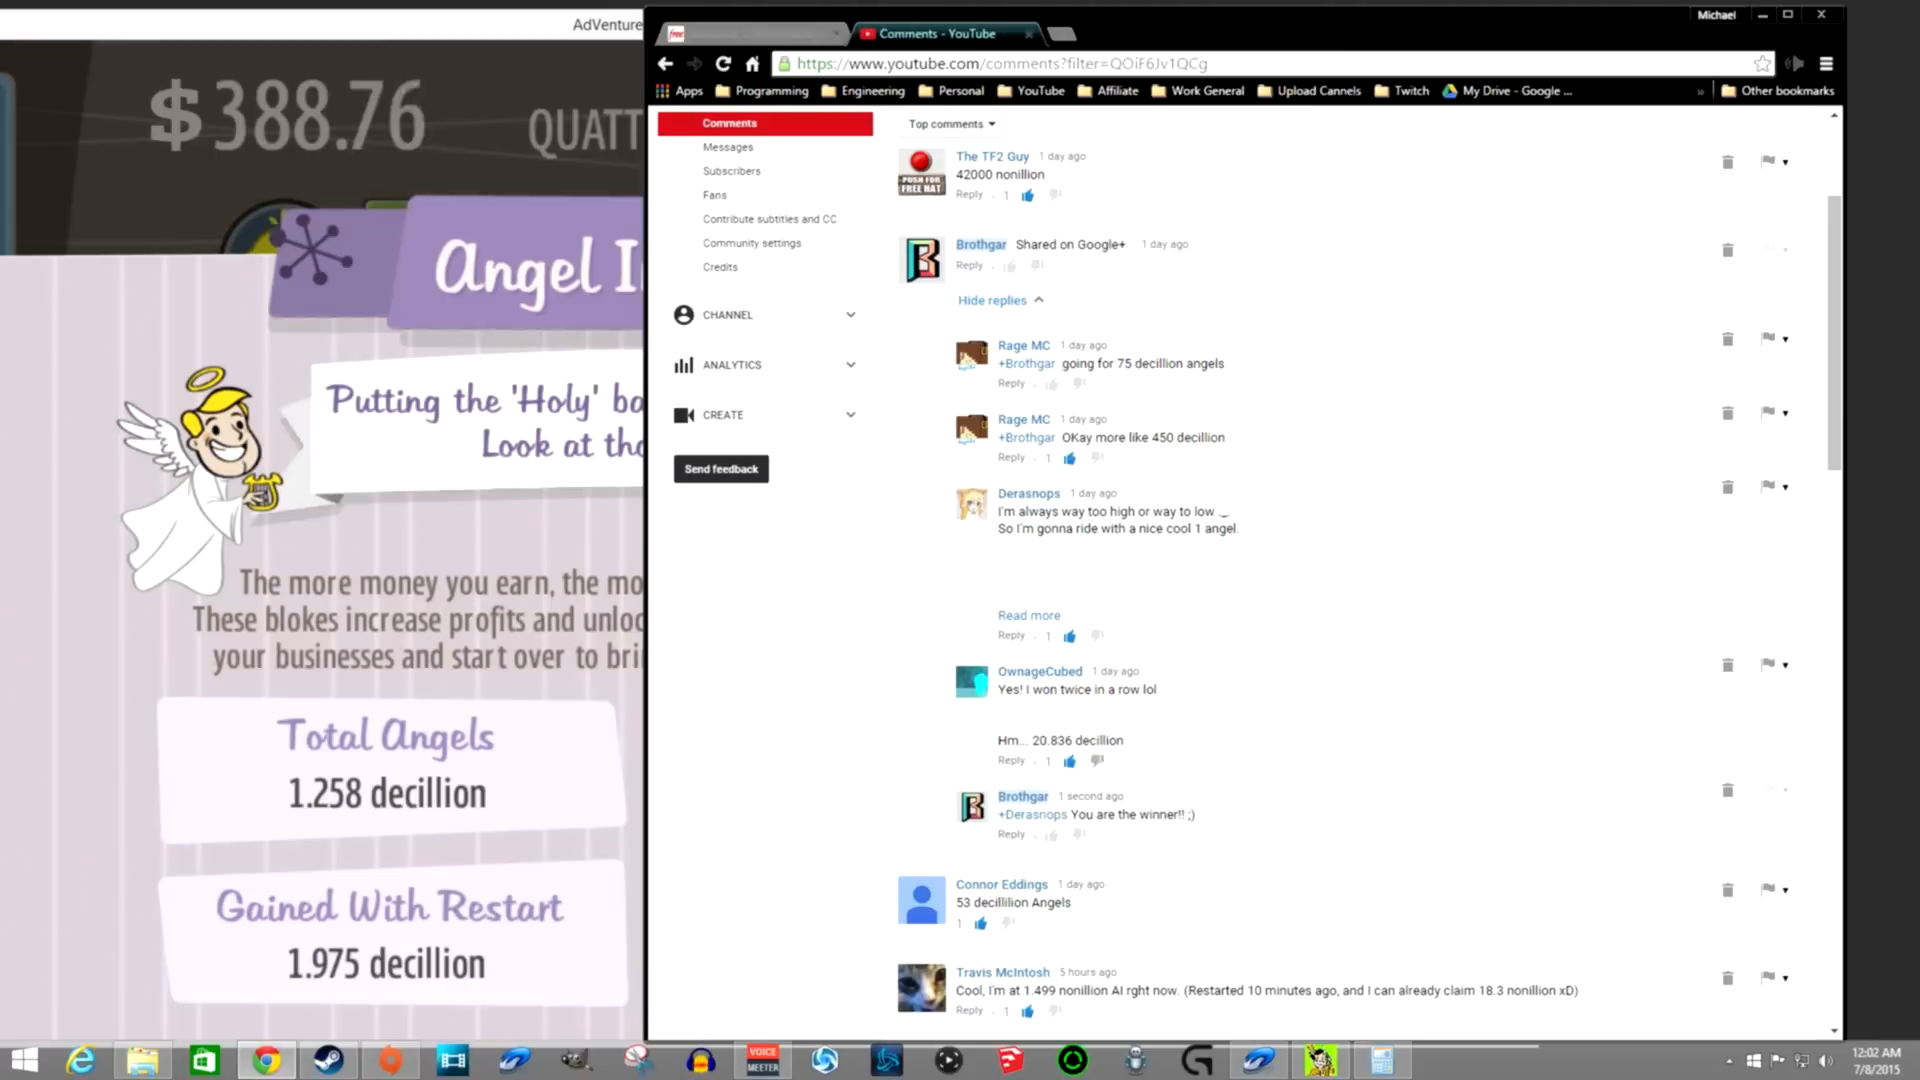 AdVenture
$388.76 QUATT
Angel I
Putting the 'Holy' ba
Look at tha
The more money you earn, the mo
These blokes increase profits and unloc
your businesses and start over to bri
Total Angels
1.258 decillion
Gained With Restart
1.975 decillion
Michael
free
Comments - YouTube
https://www.youtube.com/comments?filter=QOiF6Jv1QCg
Apps Programming Engineering Personal YouTube Affiliate Work General Upload Cannels Twitch My Drive - Google ... » Other bookmarks
Comments
Messages
Subscribers
Fans
Contribute subtitles and CC
Community settings
Credits
CHANNEL
ANALYTICS
CREATE
Send feedback
Top comments
PUSH FOR
FREE HAT
The TF2 Guy 1 day ago
42000 nonillion
Reply · 1
Brothgar Shared on Google+ 1 day ago
Reply ·
Hide replies
Rage MC 1 day ago
+Brothgar going for 75 decillion angels
Reply ·
Rage MC 1 day ago
+Brothgar OKay more like 450 decillion
Reply · 1
Derasnops 1 day ago
I'm always way too high or way to low ._.
So I'm gonna ride with a nice cool 1 angel.
Read more
Reply · 1
OwnageCubed 1 day ago
Yes! I won twice in a row lol
Hm... 20.836 decillion
Reply · 1
Brothgar 1 second ago
+Derasnops You are the winner!! ;)
Reply ·
Connor Eddings 1 day ago
53 decillilion Angels
1
Travis McIntosh 5 hours ago
Cool, I'm at 1.499 nonillion AI rght now. (Restarted 10 minutes ago, and I can already claim 18.3 nonillion xD)
Reply · 1
VOICE
MEETER
12:02 AM
7/8/2015